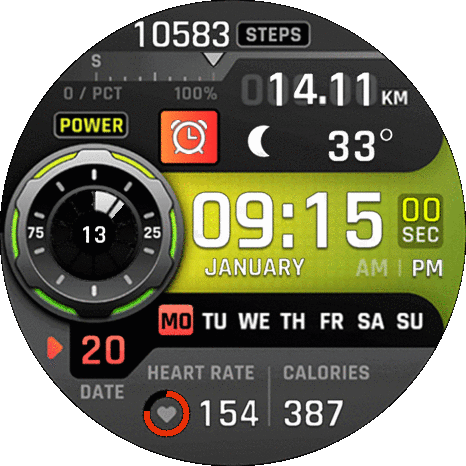 10583 STEPS
S
0 / PCT 100%
14.11 KM
POWER
33°
75 13 25
09:15 00 SEC
JANUARY AM | PM
MO TU WE TH FR SA SU
20
DATE
HEART RATE CALORIES
154 387